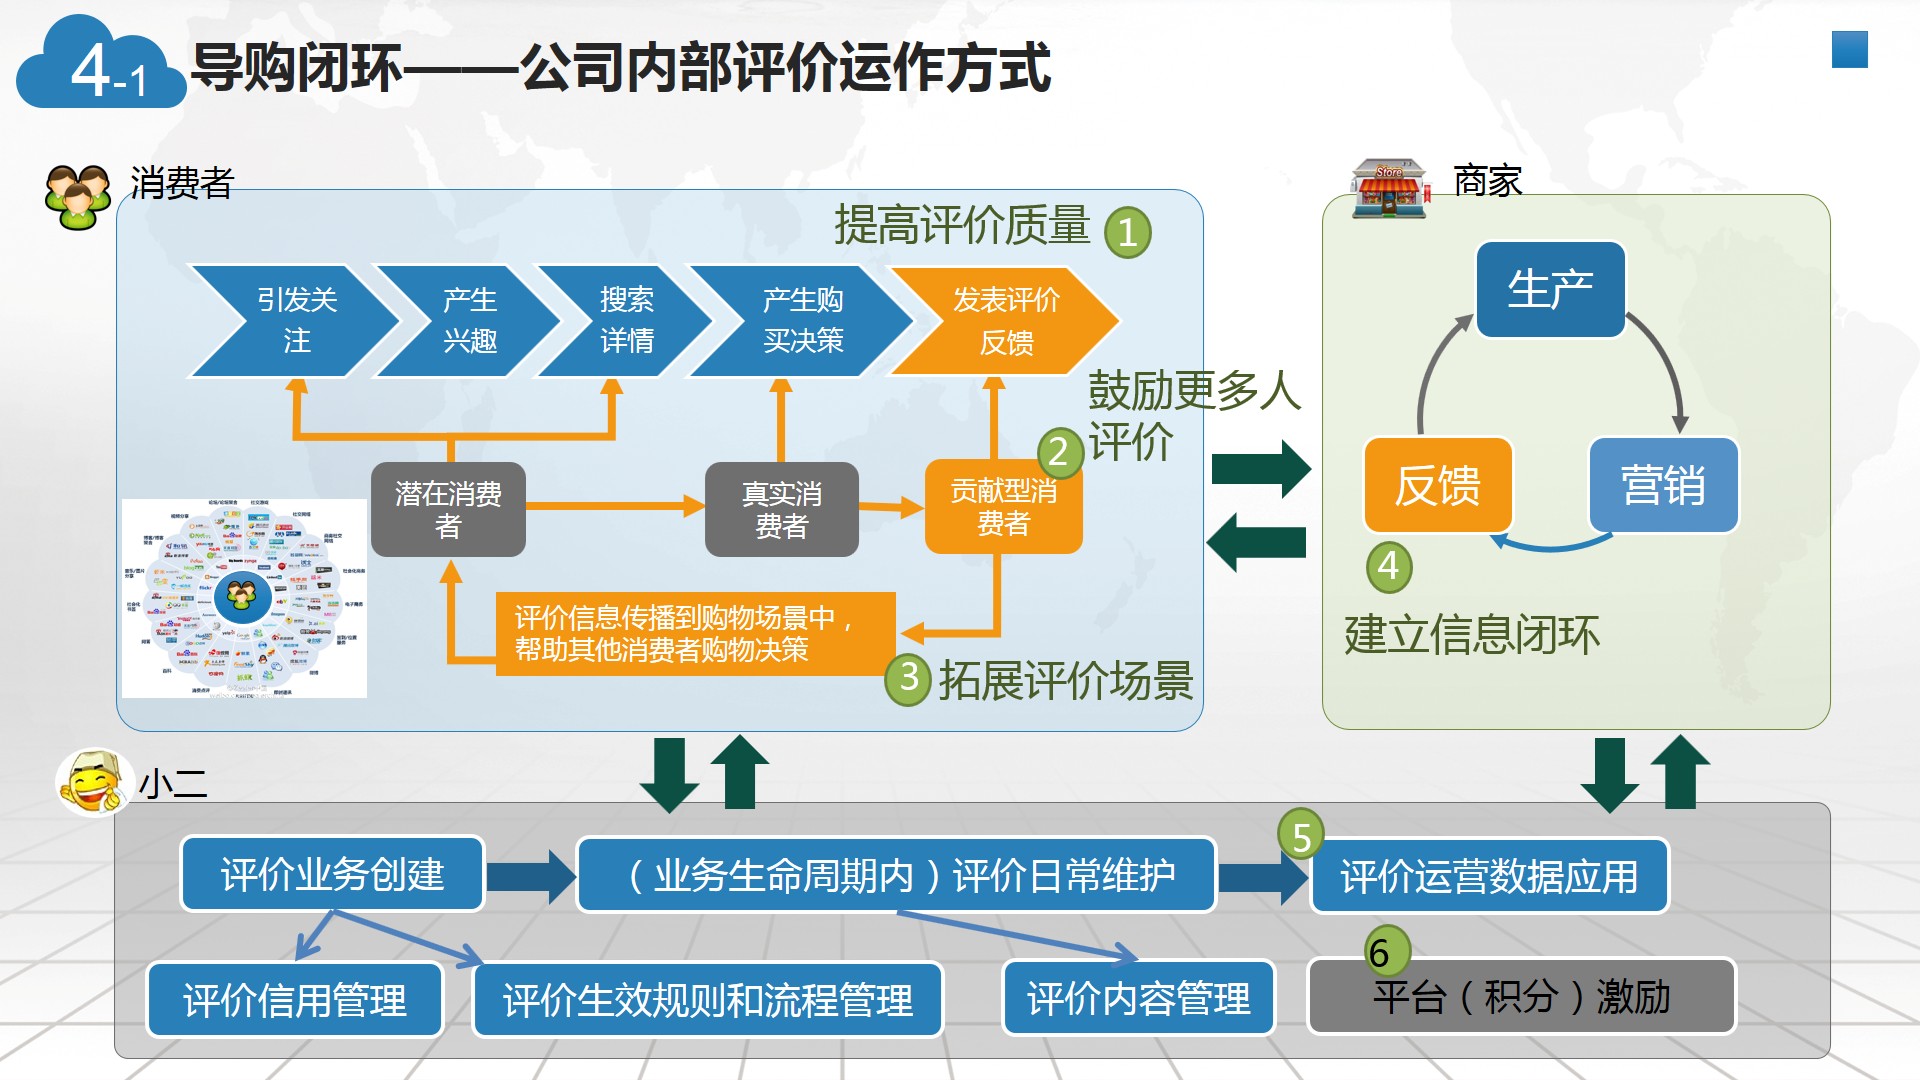 4-1
导购闭环——公司内部评价运作方式
消费者
Store
商家
提高评价质量
1
引发关
注
产生
兴趣
搜索
详情
产生购
买决策
发表评价
反馈
鼓励更多人
评价
2
潜在消费
者
真实消
费者
贡献型消
费者
评价信息传播到购物场景中，
帮助其他消费者购物决策
3
拓展评价场景
生产
反馈
营销
4
建立信息闭环
小二
评价业务创建
（业务生命周期内）评价日常维护
5
评价运营数据应用
评价信用管理
评价生效规则和流程管理
评价内容管理
6
平台（积分）激励